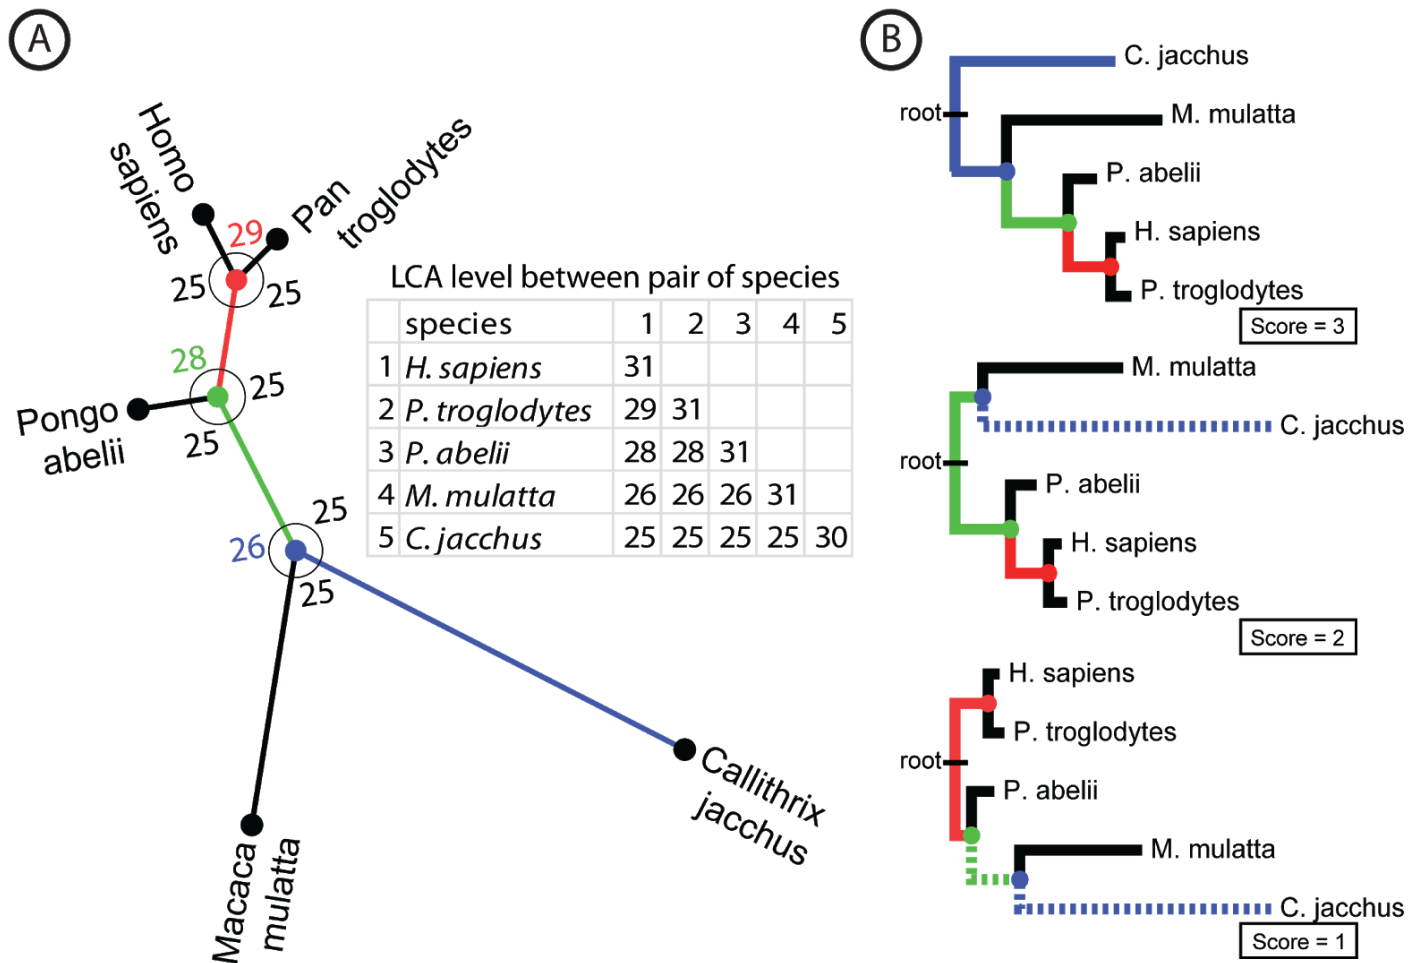 A
Homo
sapiens
Pan
troglodytes
29
25
25
28
25
25
Pongo
abelii
25
26
25
Macaca
mulatta
Callithrix
jacchus
LCA level between pair of species
species 1 2 3 4 5
1 H. sapiens 31
2 P. troglodytes 29 31
3 P. abelii 28 28 31
4 M. mulatta 26 26 26 31
5 C. jacchus 25 25 25 25 30
B
C. jacchus
root
M. mulatta
P. abelii
H. sapiens
P. troglodytes
Score = 3
M. mulatta
C. jacchus
root
P. abelii
H. sapiens
P. troglodytes
Score = 2
H. sapiens
P. troglodytes
root
P. abelii
M. mulatta
C. jacchus
Score = 1